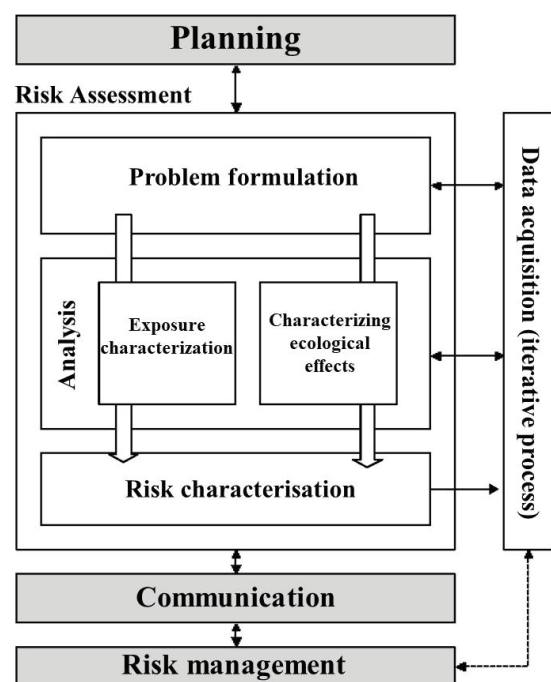 Planning
Risk Assessment
Problem formulation
Analysis
Exposure
characterization
Characterizing
ecological
effects
Risk characterisation
Data acquisition (iterative process)
Communication
Risk management